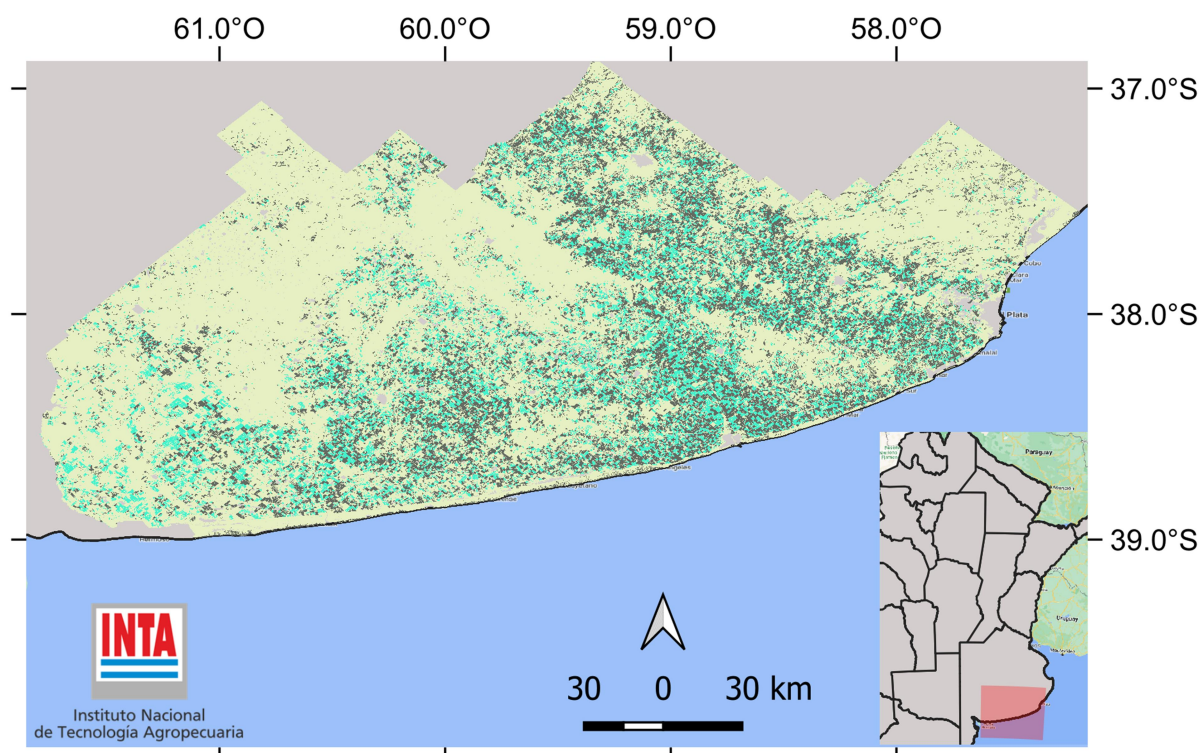 61.0°O 60.0°O 59.0°O 58.0°O
37.0°S
38.0°S
Plata
39.0°S
Paraguay
Uruguay
INTA
Instituto Nacional
de Tecnología Agropecuaria
30 0 30 km